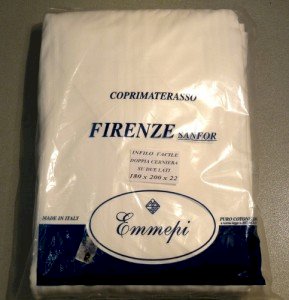 COPRIMATERASSO
FIRENZE SANFOR
INFILO FACILE
DOPPIA CERNIERA
SU DUE LATI
180 x 200 x 22
MADE IN ITALY
Emmepi
PURO COTONE